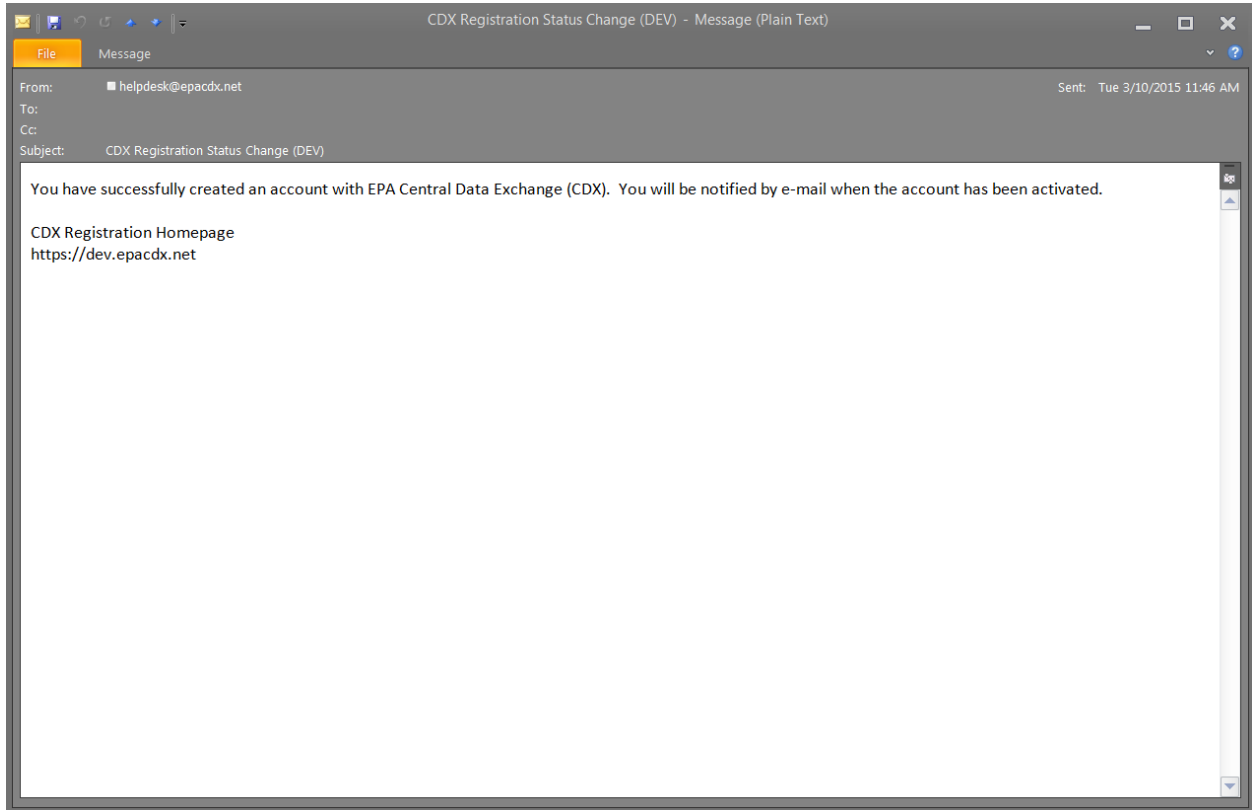 CDX Registration Status Change (DEV) - Message (Plain Text)
File Message
From: helpdesk@epacdx.net Sent: Tue 3/10/2015 11:46 AM
To:
Cc:
Subject: CDX Registration Status Change (DEV)
You have successfully created an account with EPA Central Data Exchange (CDX). You will be notified by e-mail when the account has been activated.
CDX Registration Homepage
https://dev.epacdx.net